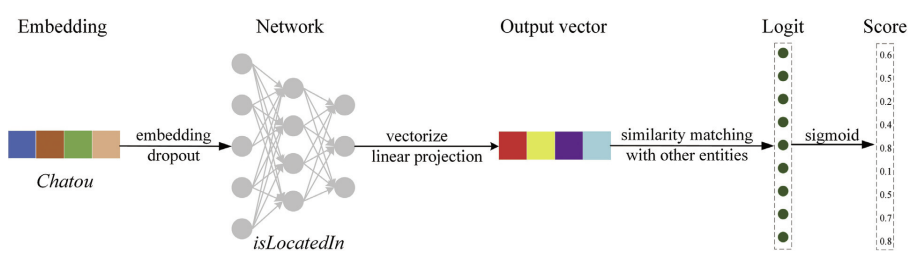 Embedding
Network
Output vector
Logit
Score
embedding
dropout
Chatou
isLocatedIn
vectorize
linear projection
similarity matching
with other entities
sigmoid
0.6
0.5
0.2
0.4
0.8
0.1
0.5
0.7
0.8